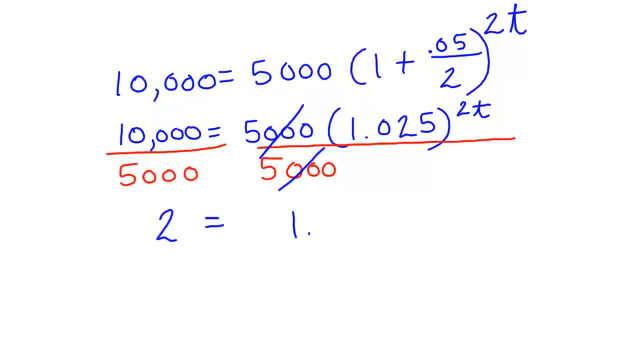 10,000 = 5000 (1 + .05/2)^2t
10,000 = 5000 (1.025)^2t
5000 5000
2 = 1.